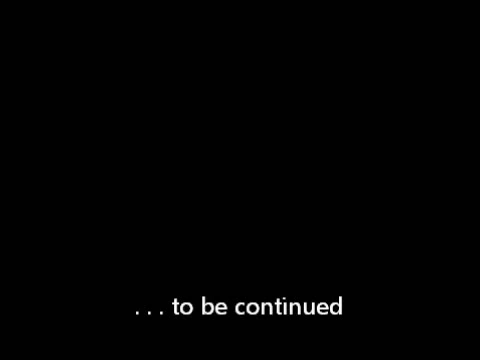 . . . to be continued